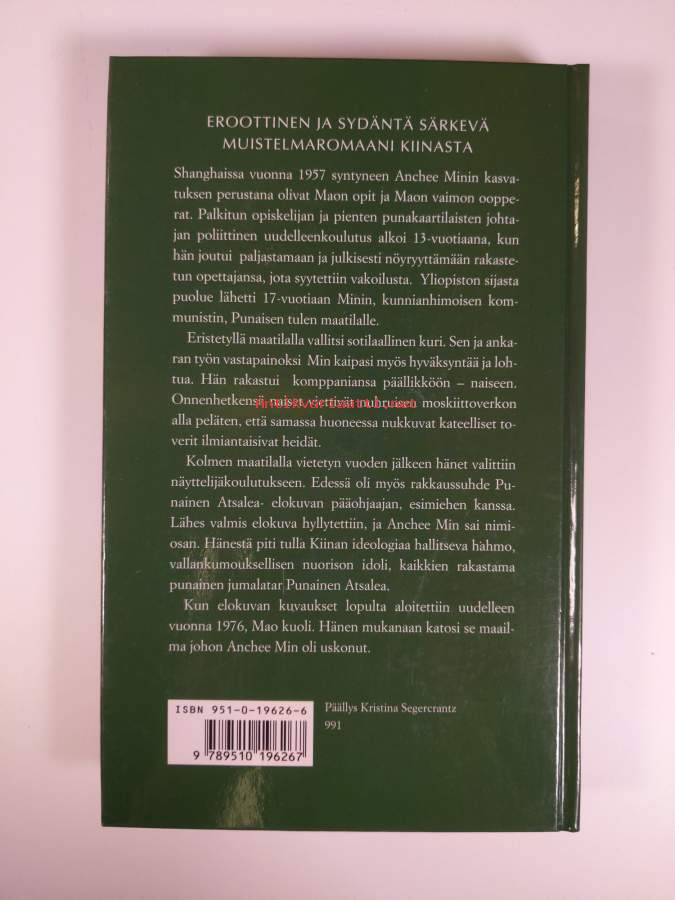 EROOTTINEN JA SYDÄNTÄ SÄRKEVÄ
MUISTELMAROMAANI KIINASTA
Shanghaissa vuonna 1957 syntyneen Anchee Minin kasva-
tuksen perustana olivat Maon opit ja Maon vaimon ooppe-
rat. Palkitun opiskelijan ja pienten punakaartilaisten johta-
jan poliittinen uudelleenkoulutus alkoi 13-vuotiaana, kun
hän joutui paljastamaan ja julkisesti nöyryyttämään rakaste-
tun opettajansa, jota syytettiin vakoilusta. Yliopiston sijasta
puolue lähetti 17-vuotiaan Minin, kunnianhimoisen kom-
munistin, Punaisen tulen maatilalle.
Eristetyllä maatilalla vallitsi sotilaallinen kuri. Sen ja anka-
ran työn vastapainoksi Min kaipasi myös hyväksyntää ja loh-
tua. Hän rakastui komppaniansa päällikköön – naiseen.
Onnenhetkensä naiset viettivät nuhruisen moskiittoverkon
alla peläten, että samassa huoneessa nukkuvat kateelliset to-
verit ilmiantaisivat heidät.
Kolmen maatilalla vietetyn vuoden jälkeen hänet valittiin
näyttelijäkoulutukseen. Edessä oli myös rakkaussuhde Pu-
nainen Atsalea- elokuvan pääohjaajan, esimiehen kanssa.
Lähes valmis elokuva hyllytettiin, ja Anchee Min sai nimi-
osan. Hänestä piti tulla Kiinan ideologiaa hallitseva hahmo,
vallankumouksellisen nuorison idoli, kaikkien rakastama
punainen jumalatar Punainen Atsalea.
Kun elokuvan kuvaukset lopulta aloitettiin uudelleen
vuonna 1976, Mao kuoli. Hänen mukanaan katosi se maail-
ma johon Anchee Min oli uskonut.
ISBN 951-0-19626-6
9 789510 196267
Päällys Kristina Segercrantz
991